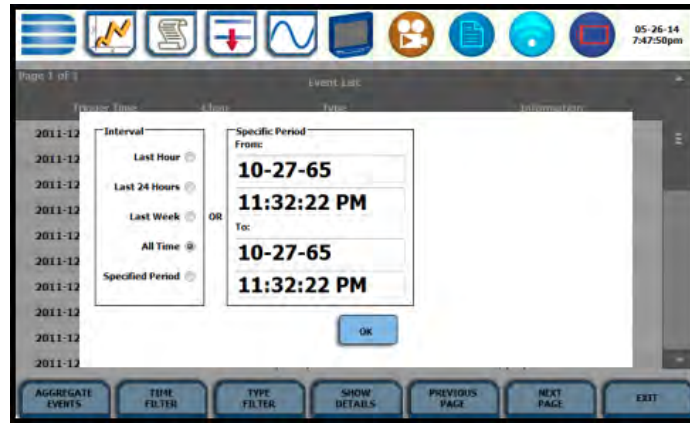 05-26-14
7:47:50pm
Page 1 of 1
Event List
Trigger Time Chan Type Information
Interval
Last Hour
Last 24 Hours
Last Week
All Time
Specified Period
OR
Specific Period
From:
10-27-65
11:32:22 PM
To:
10-27-65
11:32:22 PM
OK
2011-12
2011-12
2011-12
2011-12
2011-12
2011-12
2011-12
2011-12
2011-12
2011-12
AGGREGATE EVENTS
TIME FILTER
TYPE FILTER
SHOW DETAILS
PREVIOUS PAGE
NEXT PAGE
EXIT